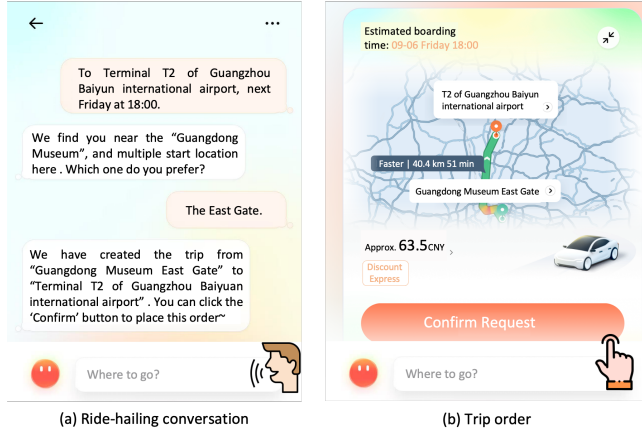 To Terminal T2 of Guangzhou
Baiyun international airport, next
Friday at 18.00.
We find you near the “Guangdong
Museum”, and multiple start location
here . Which one do you prefer?
The East Gate.
We have created the trip from
“Guangdong Museum East Gate” to
“Terminal T2 of Guangzhou Baiyuan
international airport” . You can click the
‘Confirm’ button to place this order~
Where to go?
(a) Ride-hailing conversation
Estimated boarding
time: 09-06 Friday 18:00
T2 of Guangzhou Baiyun
international airport >
Faster | 40.4 km 51 min
Guangdong Museum East Gate >
Approx. 63.5CNY >
Discount
Express
Confirm Request
Where to go?
(b) Trip order